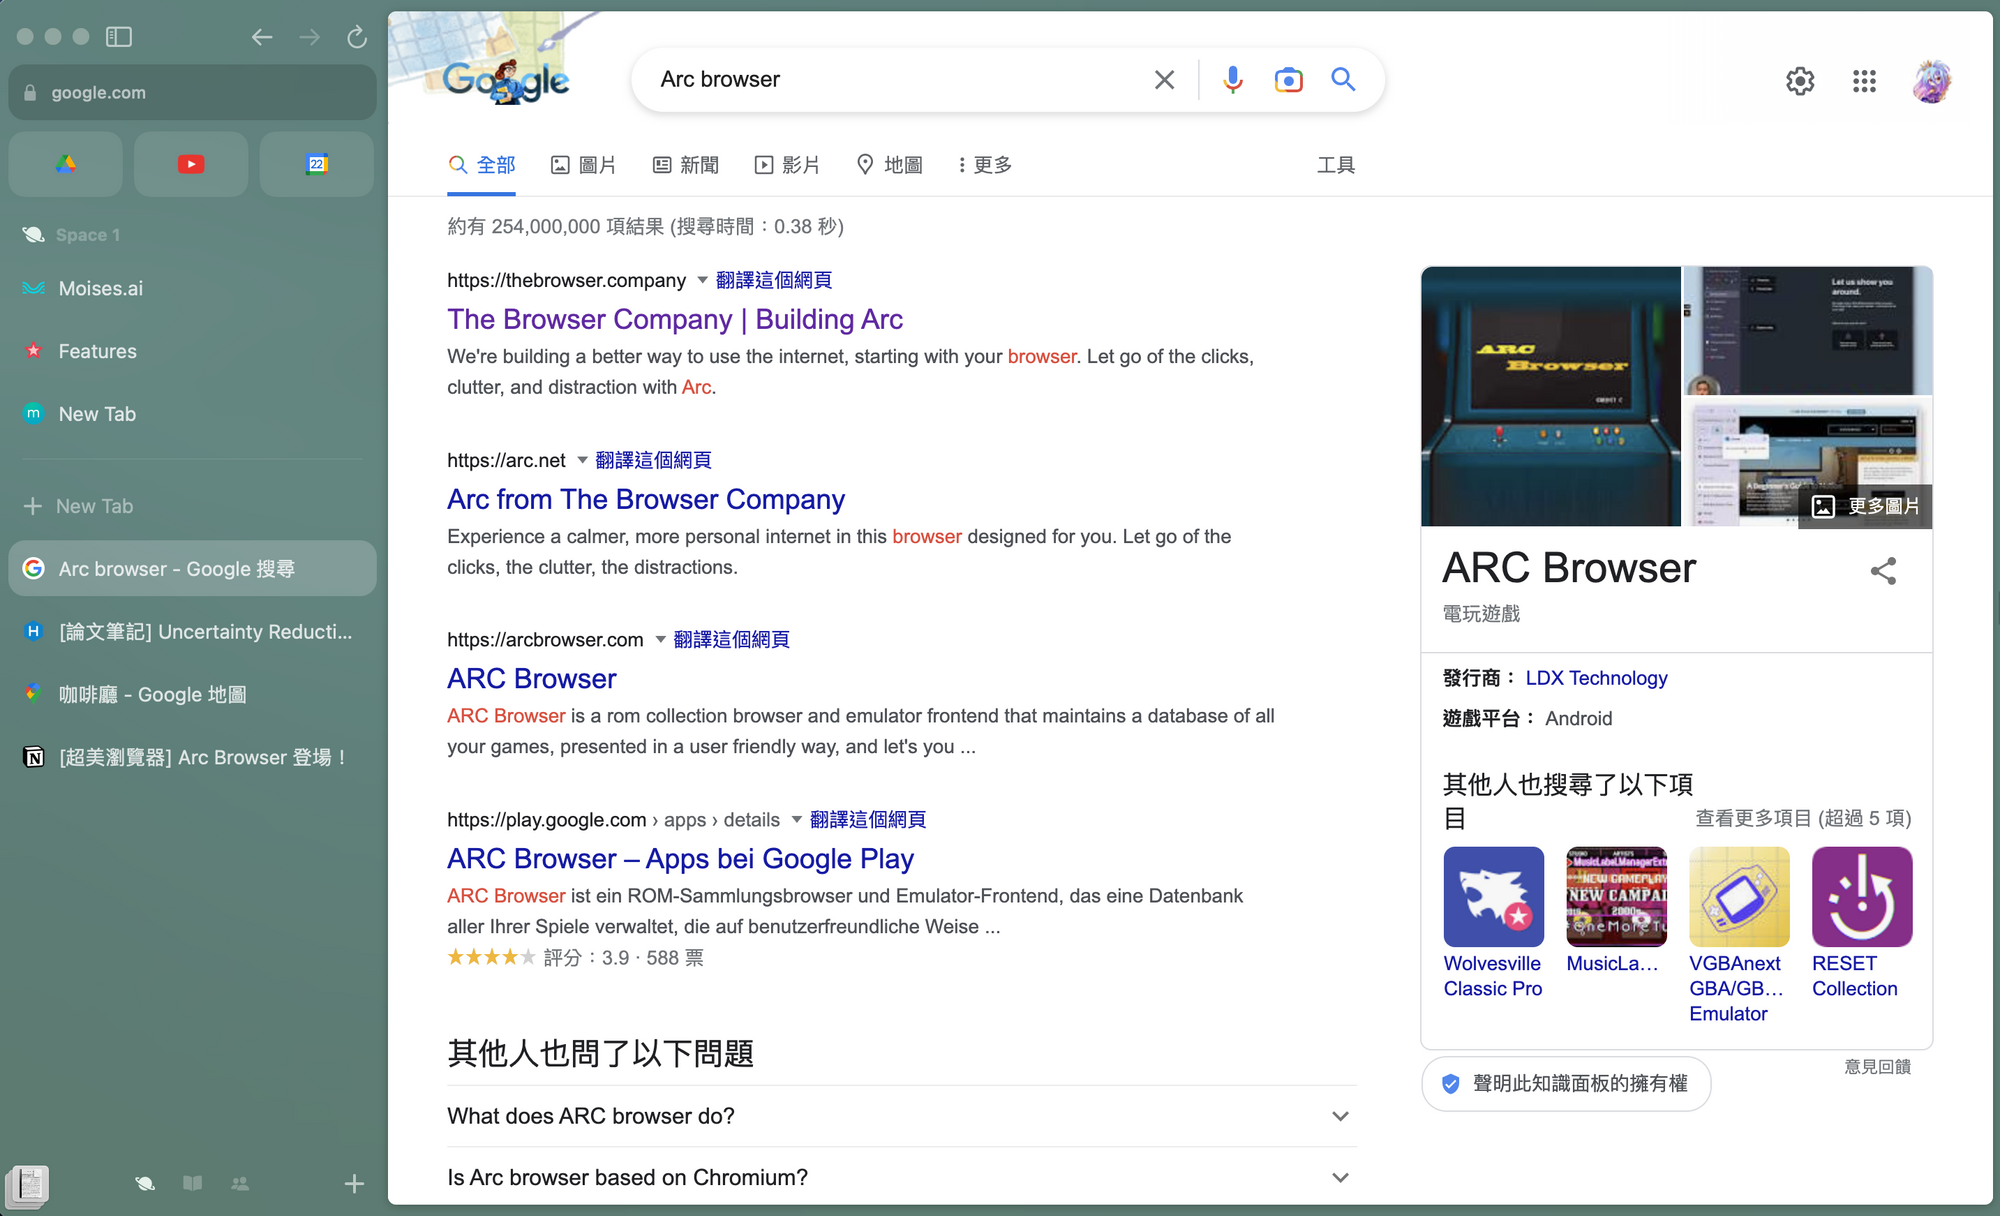 google.com
22
Space 1
Moises.ai
Features
m
New Tab
New Tab
Arc browser - Google 搜尋
H
[論文筆記] Uncertainty Reducti...
咖啡廳 - Google 地圖
[超美瀏覽器] Arc Browser 登場！
Google
Arc browser
全部
圖片
新聞
影片
地圖
更多
工具
約有 254,000,000 項結果 (搜尋時間：0.38 秒)
https://thebrowser.company 翻譯這個網頁
The Browser Company | Building Arc
We're building a better way to use the internet, starting with your browser. Let go of the clicks,
clutter, and distraction with Arc.
https://arc.net 翻譯這個網頁
Arc from The Browser Company
Experience a calmer, more personal internet in this browser designed for you. Let go of the
clicks, the clutter, the distractions.
https://arcbrowser.com 翻譯這個網頁
ARC Browser
ARC Browser is a rom collection browser and emulator frontend that maintains a database of all
your games, presented in a user friendly way, and let's you ...
https://play.google.com › apps › details 翻譯這個網頁
ARC Browser – Apps bei Google Play
ARC Browser ist ein ROM-Sammlungsbrowser und Emulator-Frontend, das eine Datenbank
aller Ihrer Spiele verwaltet, die auf benutzerfreundliche Weise ...
評分：3.9 · 588 票
其他人也問了以下問題
What does ARC browser do?
Is Arc browser based on Chromium?
ARC
Browser
Let us show you
around.
更多圖片
ARC Browser
電玩遊戲
發行商： LDX Technology
遊戲平台： Android
其他人也搜尋了以下項
目
查看更多項目 (超過 5 項)
MusicLabelManagerExt
NEW GAMEPLAY
NEW CAMPAI
2000s
#OneMoreTu
Wolvesville
Classic Pro
MusicLa...
VGBAnext
GBA/GB...
Emulator
RESET
Collection
意見回饋
聲明此知識面板的擁有權